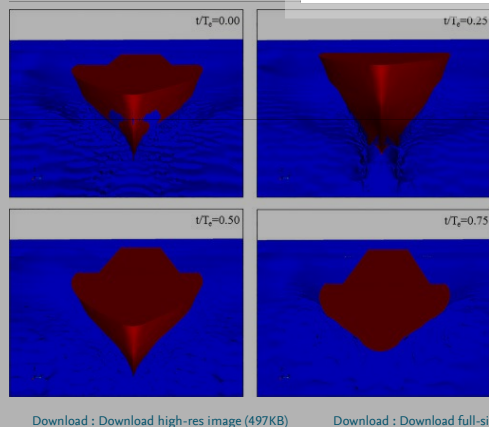 t/Te=0.00
t/Te=0.25
t/Te=0.50
t/Te=0.75
Download : Download high-res image (497KB)
Download : Download full-si